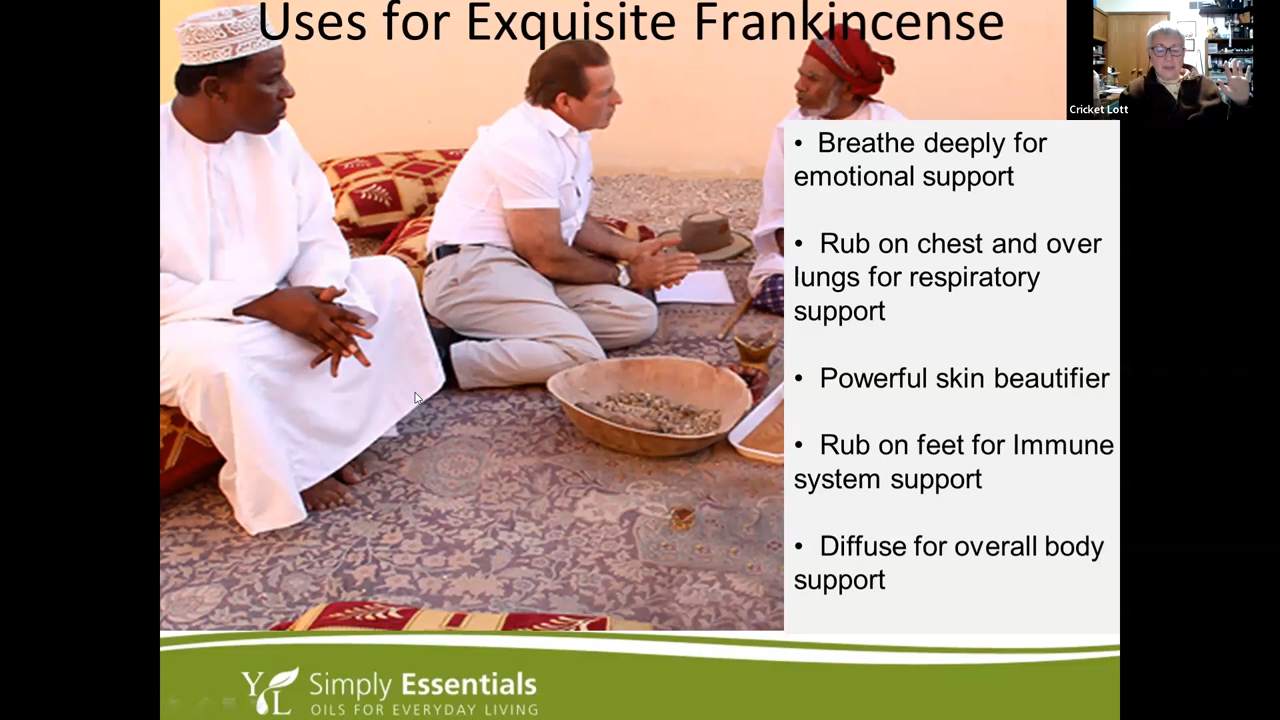 Uses for Exquisite Frankincense
Cricket Lott
• Breathe deeply for
emotional support
• Rub on chest and over
lungs for respiratory
support
• Powerful skin beautifier
• Rub on feet for Immune
system support
• Diffuse for overall body
support
YL Simply Essentials
OILS FOR EVERYDAY LIVING